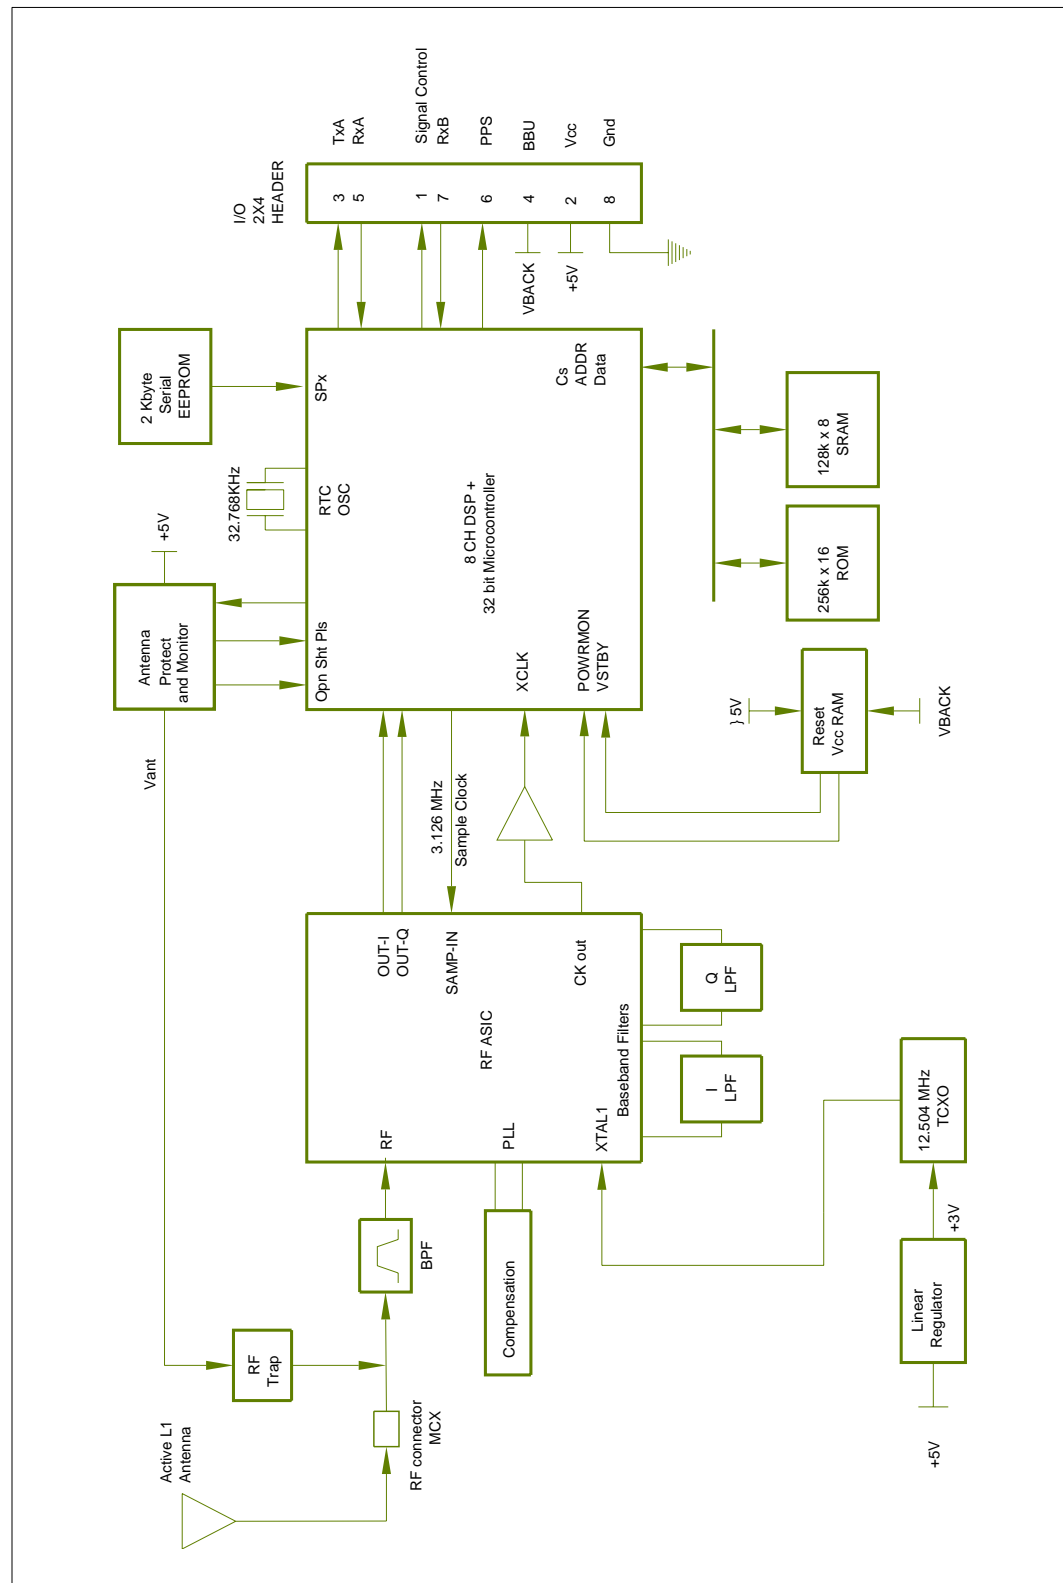 Active L1
Antenna
RF connector
MCX
RF
Trap
Vant
BPF
Antenna
Protect
and Monitor
+5V
32.768KHz
2 Kbyte
Serial
EEPROM
I/O
2X4
HEADER
TxA
RxA
Signal Control
RxB
PPS
BBU
Vcc
Gnd
3
5
1
7
6
4
2
8
VBACK
+5V
Opn Sht Pls
RTC
OSC
SPx
8 CH DSP +
32 bit Microcontroller
XCLK
POWRMON
VSTBY
Cs
ADDR
Data
3.126 MHz
Sample Clock
RF
PLL
XTAL1
RF ASIC
OUT-I
OUT-Q
SAMP-IN
CK out
Baseband Filters
Compensation
I
LPF
Q
LPF
Linear
Regulator
+5V
+3V
12.504 MHz
TCXO
Reset
Vcc RAM
} 5V
VBACK
256k x 16
ROM
128k x 8
SRAM